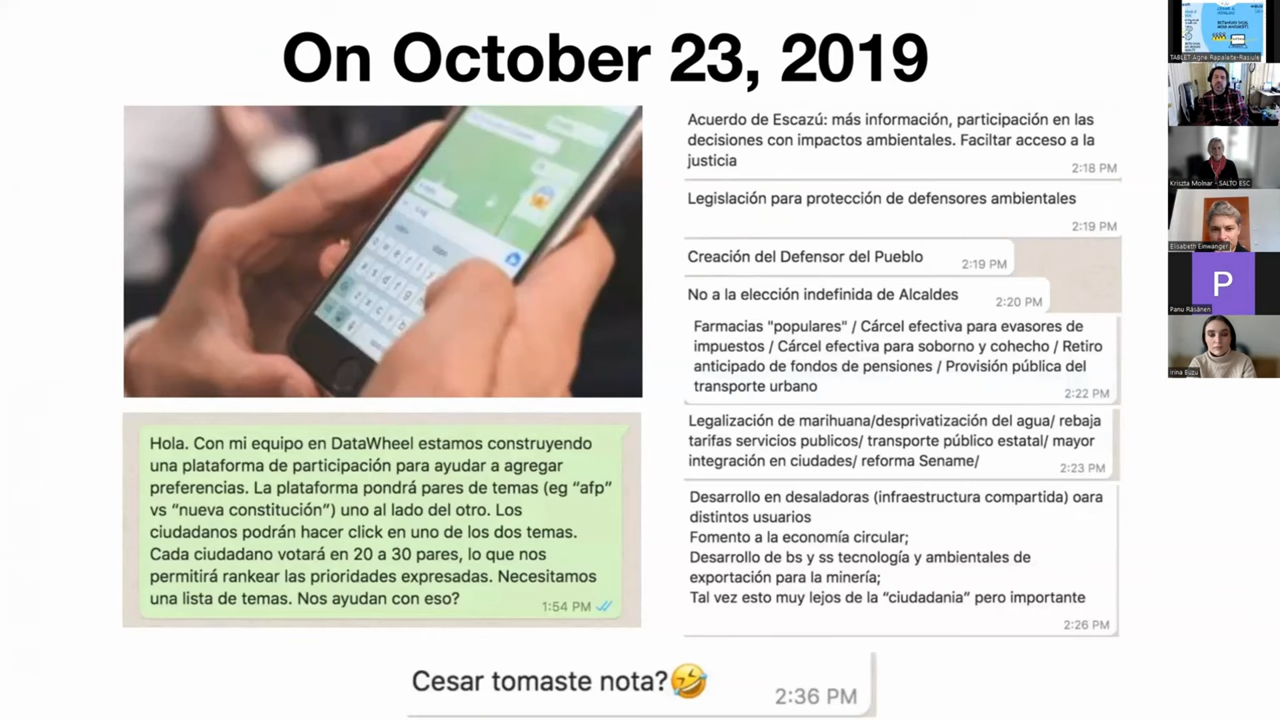 On October 23, 2019
Hola. Con mi equipo en DataWheel estamos construyendo
una plataforma de participación para ayudar a agregar
preferencias. La plataforma pondrá pares de temas (eg “afp”
vs “nueva constitución”) uno al lado del otro. Los
ciudadanos podrán hacer click en uno de los dos temas.
Cada ciudadano votará en 20 a 30 pares, lo que nos
permitirá rankear las prioridades expresadas. Necesitamos
una lista de temas. Nos ayudan con eso?
1:54 PM
Acuerdo de Escazú: más información, participación en las
decisiones con impactos ambientales. Faciltar acceso a la
justicia
2:18 PM
Legislación para protección de defensores ambientales
2:19 PM
Creación del Defensor del Pueblo
2:19 PM
No a la elección indefinida de Alcaldes
2:20 PM
Farmacias "populares" / Cárcel efectiva para evasores de
impuestos / Cárcel efectiva para soborno y cohecho / Retiro
anticipado de fondos de pensiones / Provisión pública del
transporte urbano
2:22 PM
Legalización de marihuana/desprivatización del agua/ rebaja
tarifas servicios publicos/ transporte público estatal/ mayor
integración en ciudades/ reforma Sename/
2:23 PM
Desarrollo en desaladoras (infraestructura compartida) oara
distintos usuarios
Fomento a la economía circular;
Desarrollo de bs y ss tecnología y ambientales de
exportación para la minería;
Tal vez esto muy lejos de la “ciudadania” pero importante
2:26 PM
Cesar tomaste nota?🤣
2:36 PM
TABLET Agne Rapalaite-Rasiule
Kriszta Molnar - SALTO ESC
Elisabeth Einwanger
P
Panu Räsänen
Irina Buzu